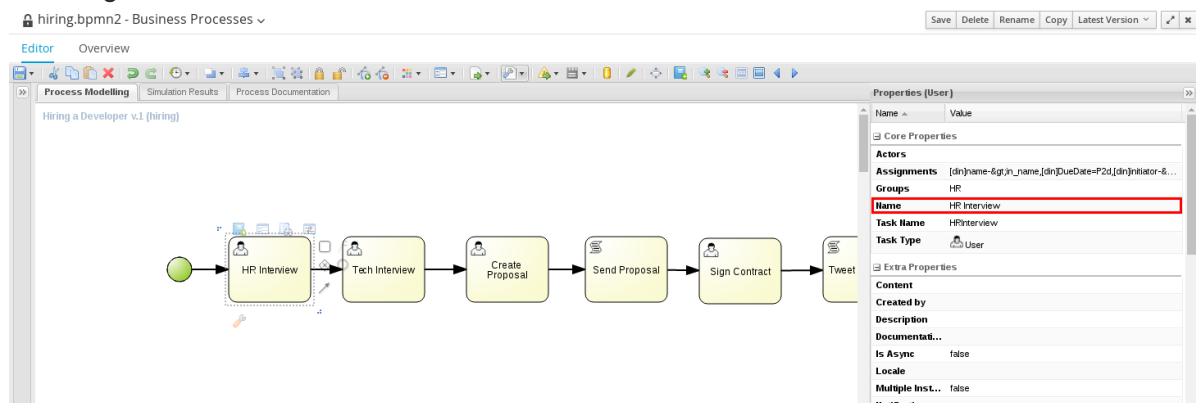 hiring.bpmn2 - Business Processes
Save Delete Rename Copy Latest Version
Editor Overview
Process Modelling Simulation Results Process Documentation
Properties (User)
Name Value
Hiring a Developer v.1 (hiring)
Core Properties
Actors
Assignments [din]name-&gt;in_name,[din]DueDate=P2d,[din]initiator-&...
Groups HR
Name HR Interview
Task Name HRInterview
Task Type User
HR Interview
Tech Interview
Create
Proposal
Send Proposal
Sign Contract
Tweet
Extra Properties
Content
Created by
Description
Documentati...
Is Async false
Locale
Multiple Inst... false